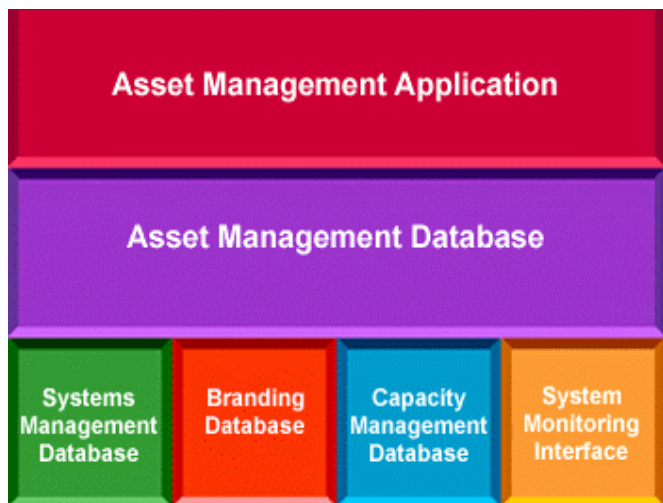 Asset Management Application
Asset Management Database
Systems
Management
Database
Branding
Database
Capacity
Management
Database
System
Monitoring
Interface